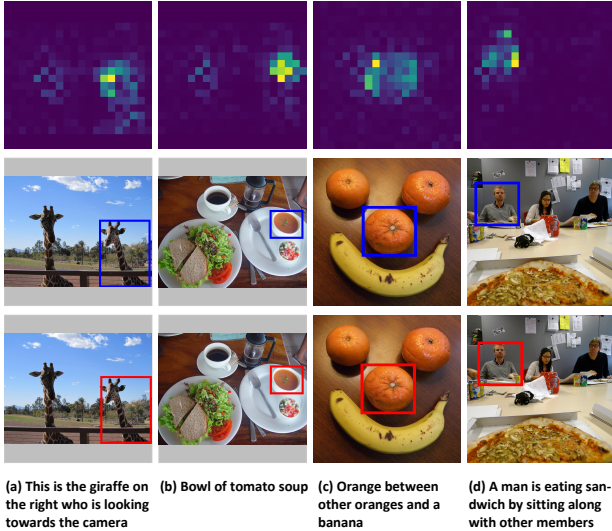 (a) This is the giraffe on
the right who is looking
towards the camera
(b) Bowl of tomato soup
(c) Orange between
other oranges and a
banana
(d) A man is eating san-
dwich by sitting along
with other members